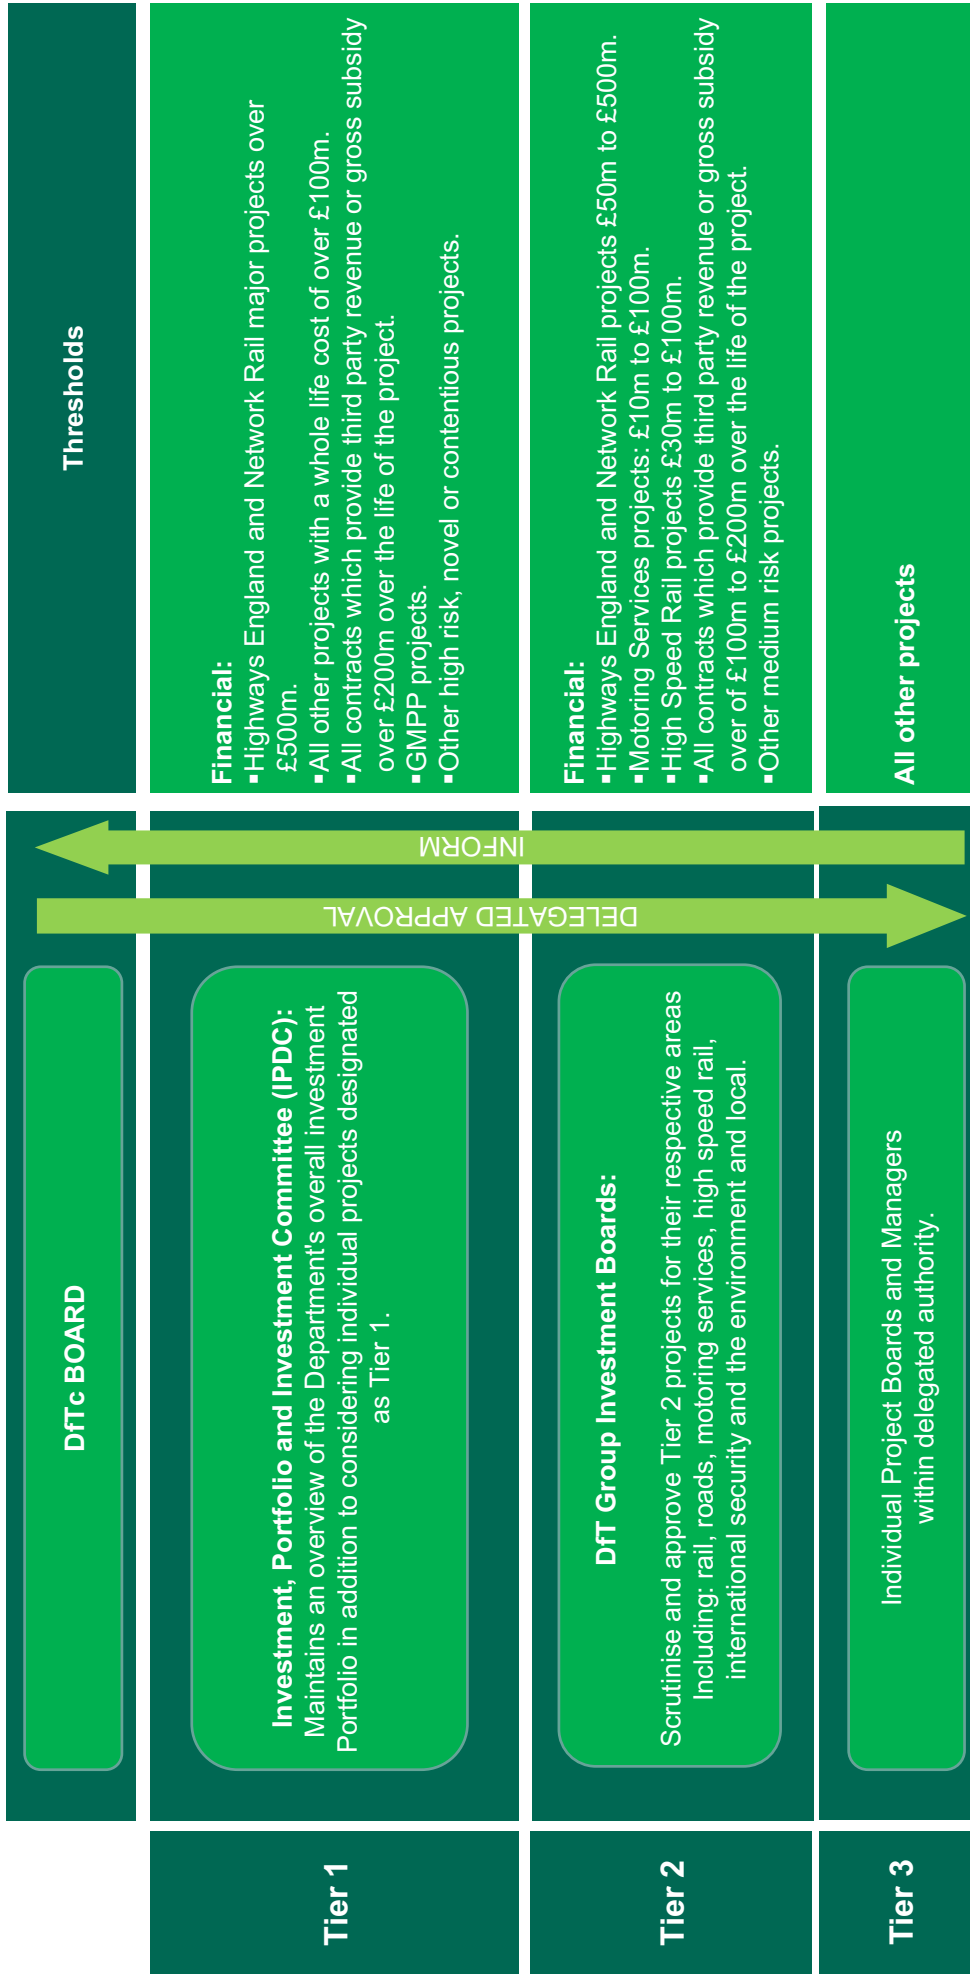 DfTc BOARD
Thresholds
Tier 1
Investment, Portfolio and Investment Committee (IPDC):
Maintains an overview of the Department's overall investment
Portfolio in addition to considering individual projects designated
as Tier 1.
Financial:
▪Highways England and Network Rail major projects over
£500m.
▪All other projects with a whole life cost of over £100m.
▪All contracts which provide third party revenue or gross subsidy
over £200m over the life of the project.
▪GMPP projects.
▪Other high risk, novel or contentious projects.
Tier 2
DfT Group Investment Boards:
Scrutinise and approve Tier 2 projects for their respective areas
Including: rail, roads, motoring services, high speed rail,
international security and the environment and local.
Financial:
▪Highways England and Network Rail projects £50m to £500m.
▪Motoring Services projects: £10m to £100m.
▪High Speed Rail projects £30m to £100m.
▪All contracts which provide third party revenue or gross subsidy
over of £100m to £200m over the life of the project.
▪Other medium risk projects.
Tier 3
Individual Project Boards and Managers
within delegated authority.
All other projects
DELEGATED APPROVAL
INFORM